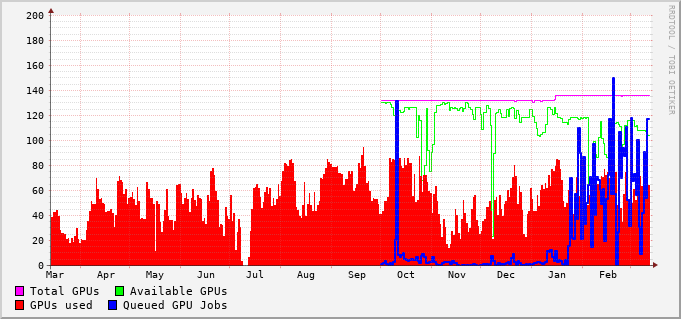 200
180
160
140
120
100
80
60
40
20
0
Mar Apr May Jun Jul Aug Sep Oct Nov Dec Jan Feb
Total GPUs Available GPUs
GPUs used Queued GPU Jobs
RRDTOOL / TOBI OETIKER